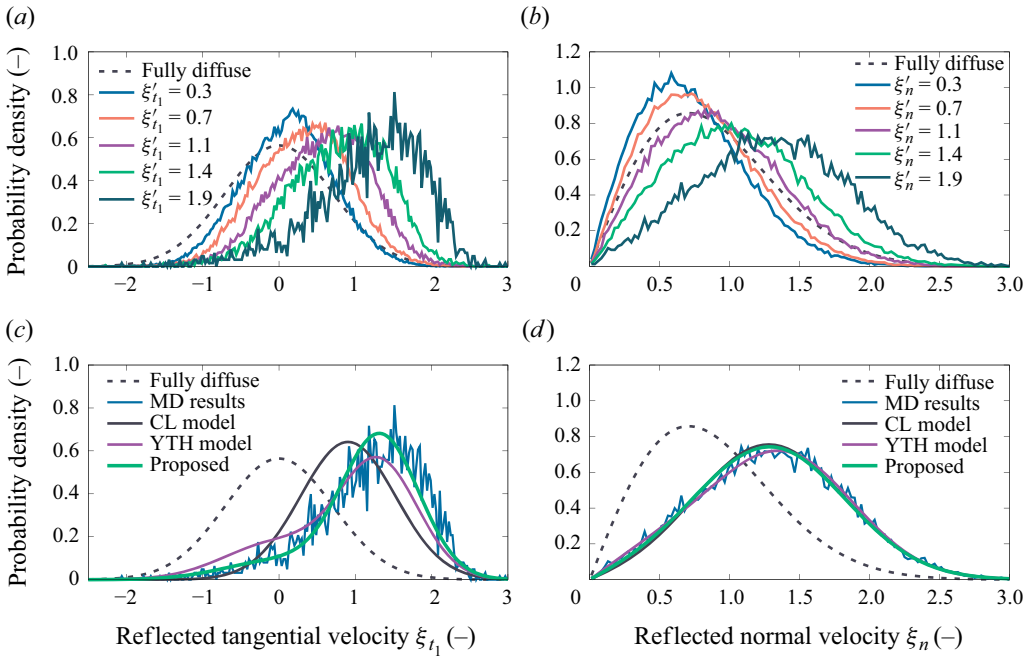 (a)
(b)
Probability density (–)
1.0
0.8
0.6
0.4
0.2
0
Fully diffuse
ξ′t1 = 0.3
ξ′t1 = 0.7
ξ′t1 = 1.1
ξ′t1 = 1.4
ξ′t1 = 1.9
−2 −1 0 1 2 3
1.2
1.0
0.8
0.6
0.4
0.2
0
Fully diffuse
ξ′n = 0.3
ξ′n = 0.7
ξ′n = 1.1
ξ′n = 1.4
ξ′n = 1.9
0.5 1.0 1.5 2.0 2.5 3.0
(c)
(d)
Probability density (–)
1.0
0.8
0.6
0.4
0.2
0
Fully diffuse
MD results
CL model
YTH model
Proposed
−2 −1 0 1 2 3
Reflected tangential velocity ξt1 (–)
1.2
1.0
0.8
0.6
0.4
0.2
Fully diffuse
MD results
CL model
YTH model
Proposed
0 0.5 1.0 1.5 2.0 2.5 3.0
Reflected normal velocity ξn (–)